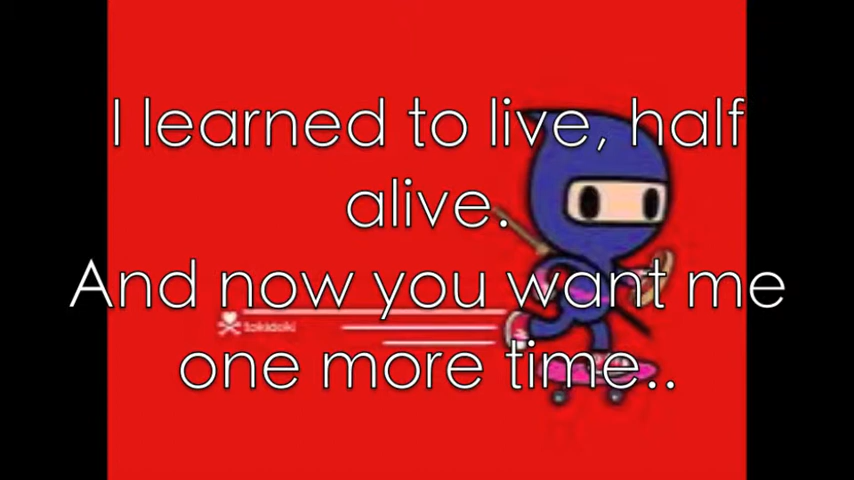 I learned to live, half
alive.
And now you want me
one more time..
tokidoki